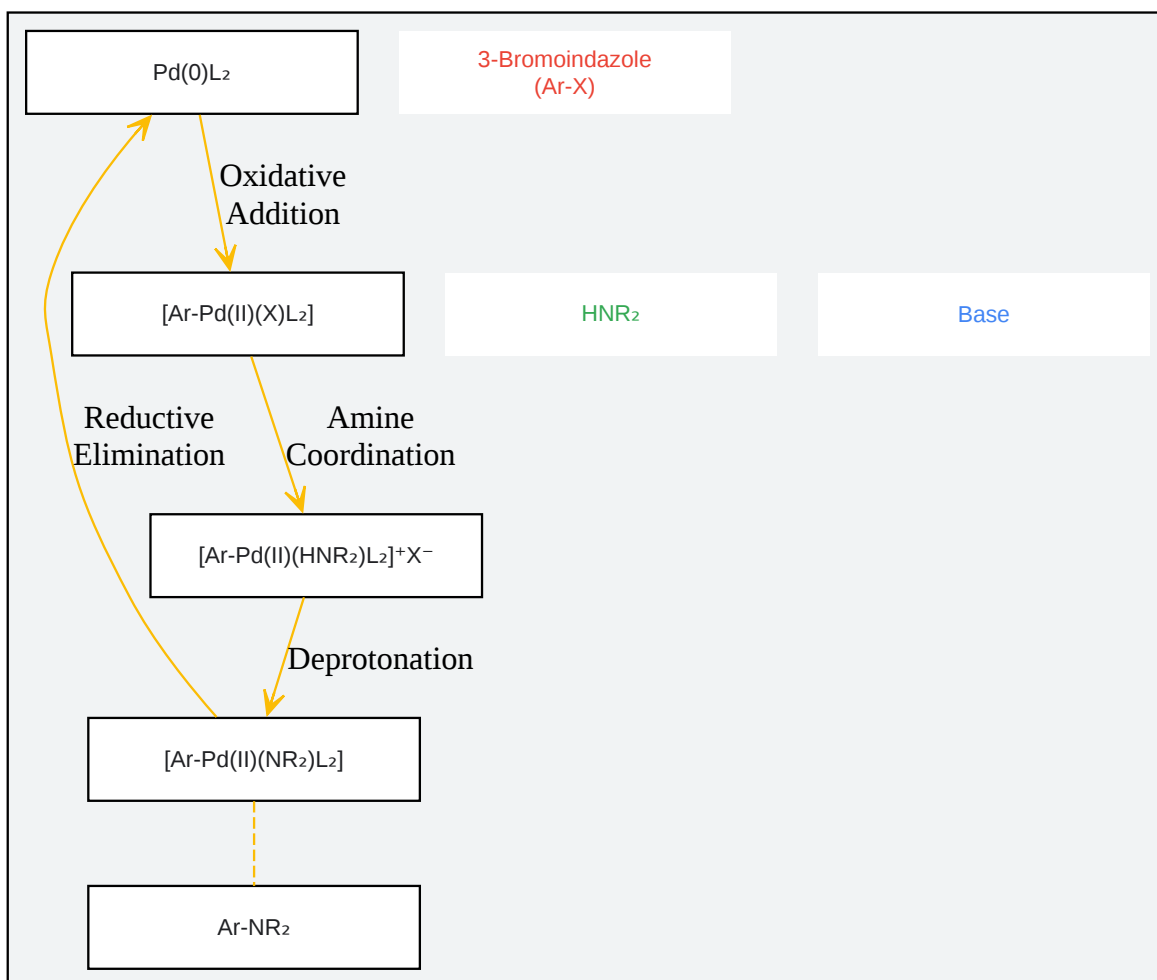 Pd(0)L₂
3-Bromoindazole
(Ar-X)
Oxidative
Addition
[Ar-Pd(II)(X)L₂]
HNR₂
Base
Reductive
Elimination
Amine
Coordination
[Ar-Pd(II)(HNR₂)L₂]⁺X⁻
Deprotonation
[Ar-Pd(II)(NR₂)L₂]
Ar-NR₂